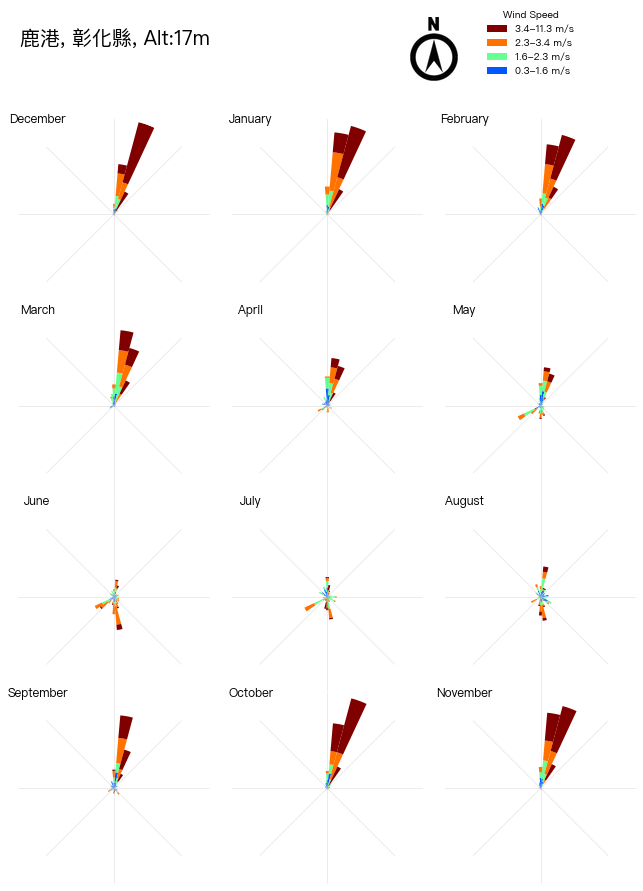 鹿港, 彰化縣, Alt:17m
N
Wind Speed
3.4–11.3 m/s
2.3–3.4 m/s
1.6–2.3 m/s
0.3–1.6 m/s
December
January
February
March
April
May
June
July
August
September
October
November